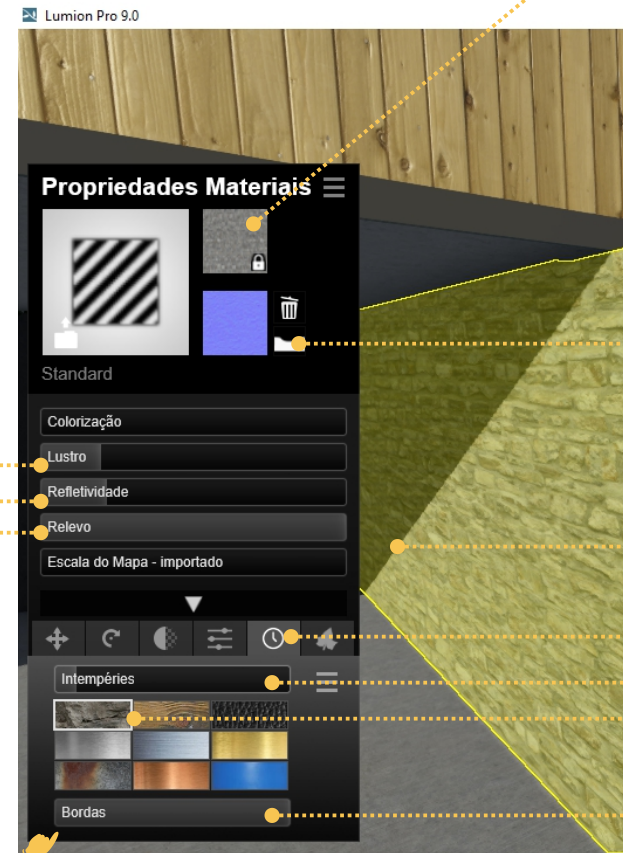 Lumion Pro 9.0
Propriedades Materiais
Standard
Colorização
Lustro
Refletividade
Relevo
Escala do Mapa - importado
Intempéries
Bordas